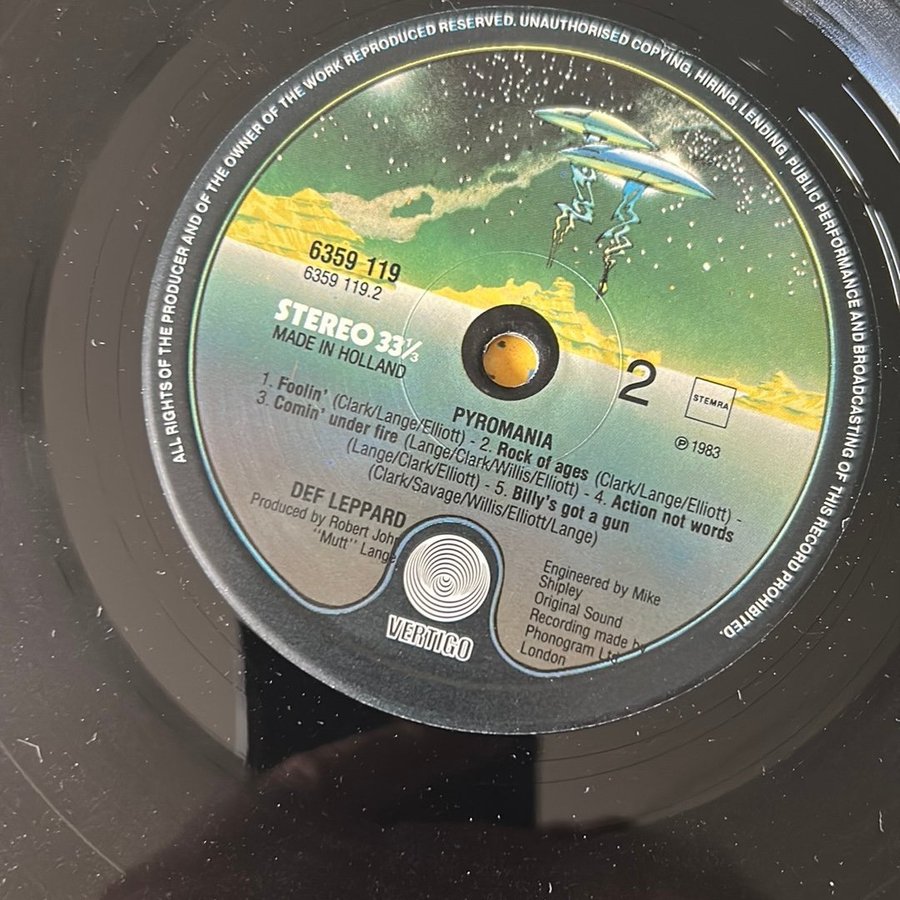 ALL RIGHTS OF THE PRODUCER AND OF THE OWNER OF THE WORK REPRODUCED RESERVED. UNAUTHORISED COPYING, HIRING, LENDING, PUBLIC PERFORMANCE AND BROADCASTING OF THIS RECORD PROHIBITED.
6359 119
6359 119.2
STEREO 33⅓
MADE IN HOLLAND
2
STEMRA
℗ 1983
PYROMANIA
1. Foolin' (Clark/Lange/Elliott) - 2. Rock of ages (Clark/Lange/Elliott) -
3. Comin' under fire (Lange/Clark/Willis/Elliott) - 4. Action not words
(Lange/Clark/Elliott) - 5. Billy's got a gun
(Clark/Savage/Willis/Elliott/Lange)
DEF LEPPARD
Produced by Robert John
"Mutt" Lange
Engineered by Mike
Shipley
Original Sound
Recording made by
Phonogram Ltd
London
VERTIGO